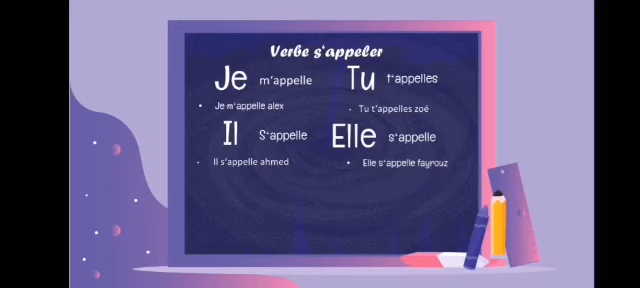 Verbe s'appeler
Je m'appelle Tu t'appelles
• Je m'appelle alex - Tu t'appelles zoé
Il S'appelle Elle s'appelle
- Il s'appelle ahmed • Elle s'appelle fayrouz